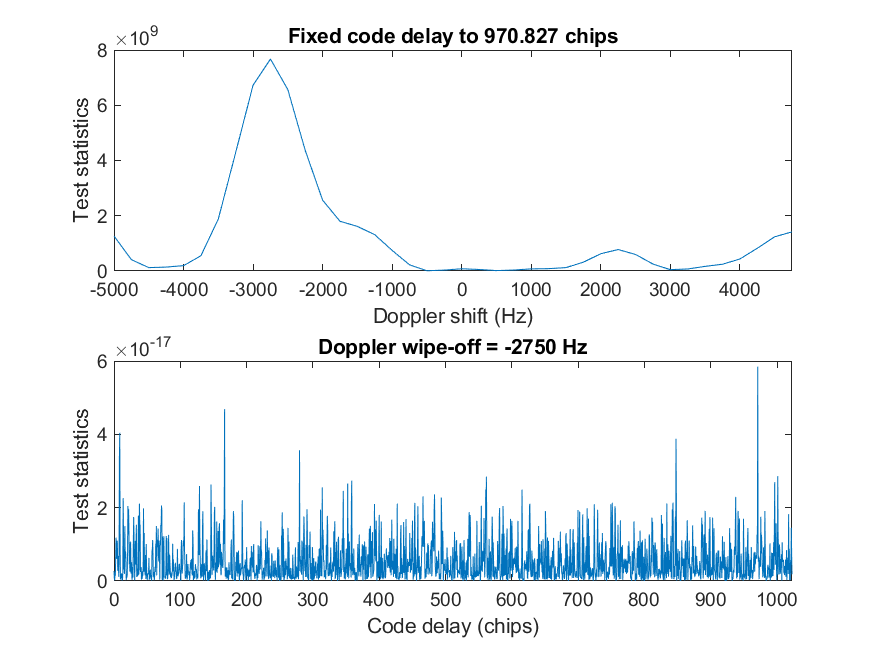 ×10^9
Fixed code delay to 970.827 chips
8
6
4
2
0
Test statistics
-5000 -4000 -3000 -2000 -1000 0 1000 2000 3000 4000
Doppler shift (Hz)
×10^-17
Doppler wipe-off = -2750 Hz
6
4
2
0
Test statistics
0 100 200 300 400 500 600 700 800 900 1000
Code delay (chips)